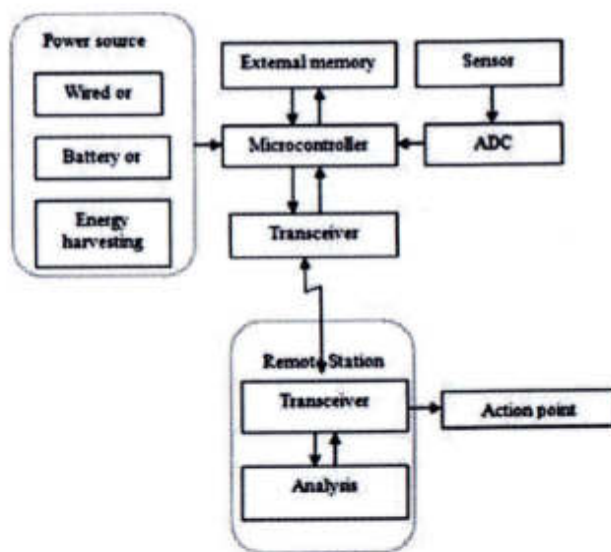 Power source
Wired or
Battery or
Energy
harvesting
External memory
Sensor
Microcontroller
ADC
Transceiver
Remote Station
Transceiver
Action point
Analysis